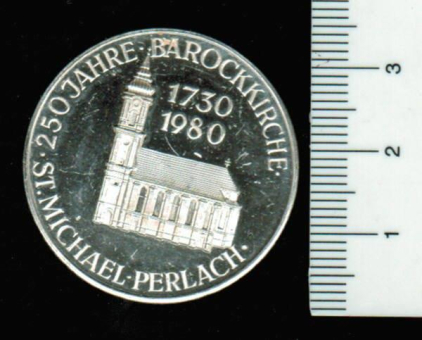 · 250 JAHRE · BAROCKKIRCHE ·
ST. MICHAEL · PERLACH ·
1730
1980
3
2
1